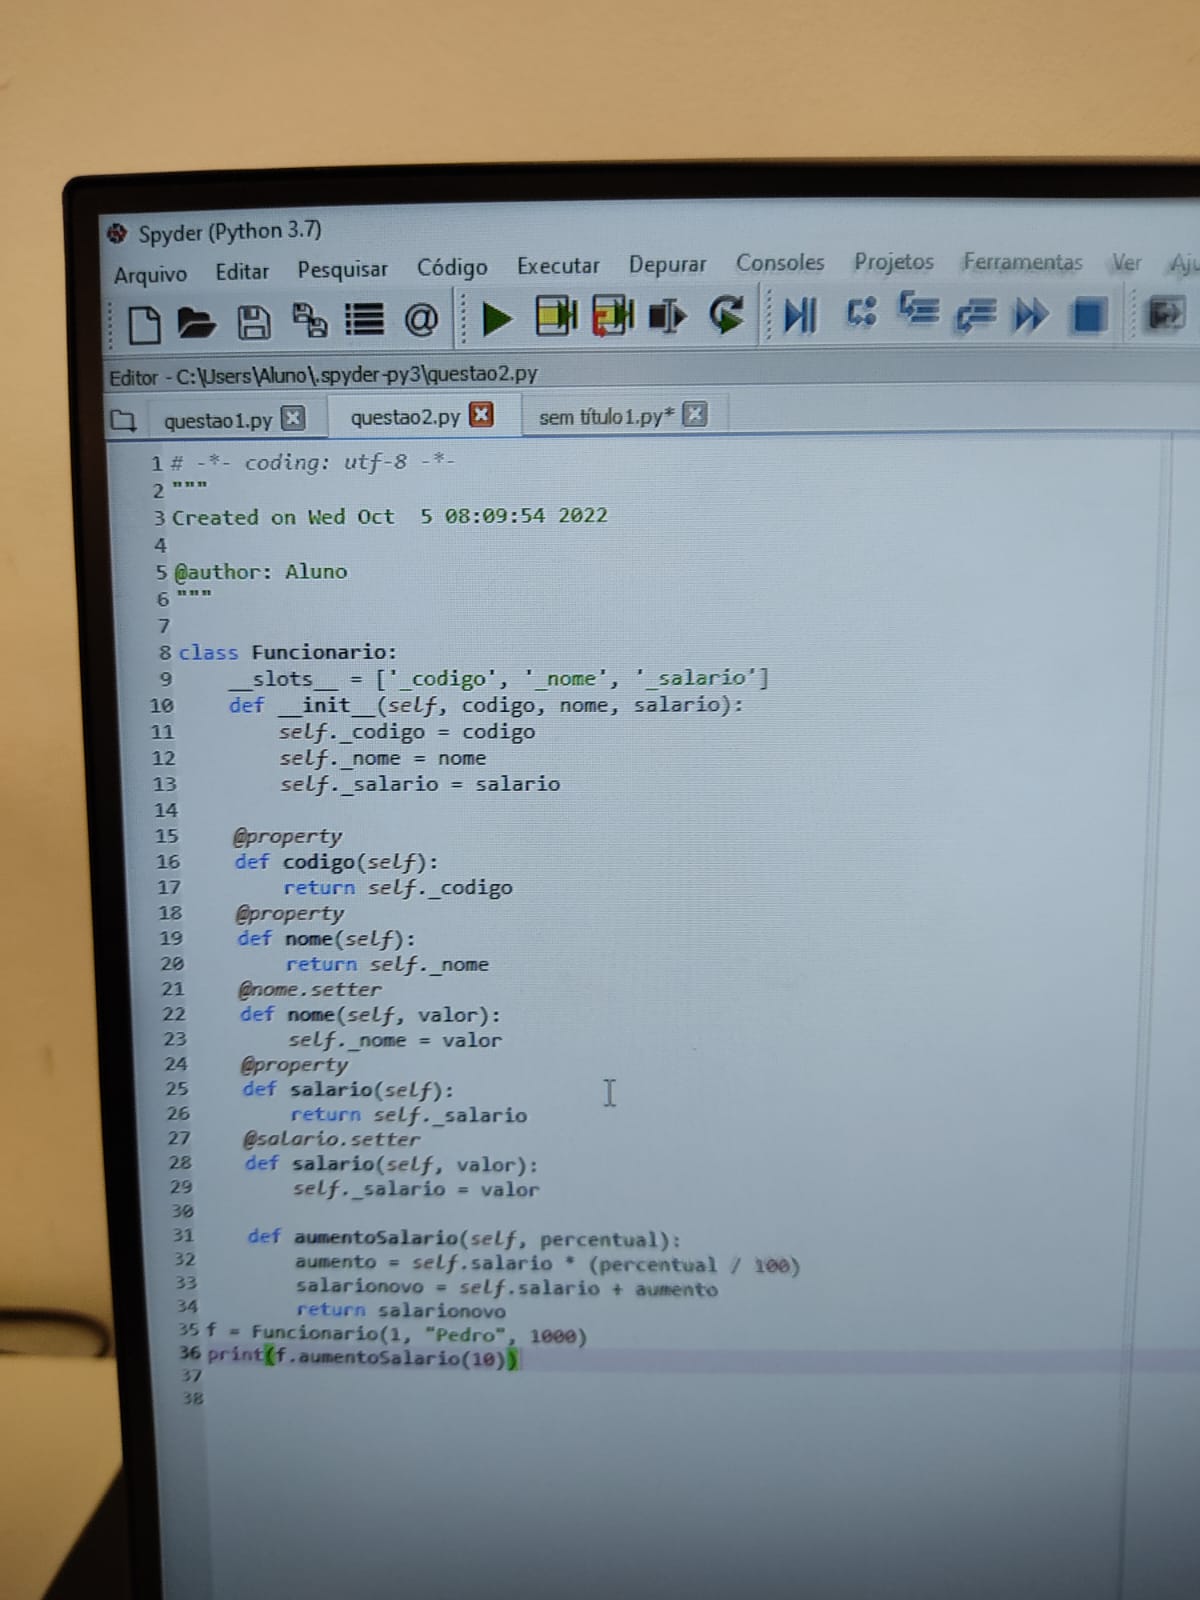 Spyder (Python 3.7)
Arquivo Editar Pesquisar Código Executar Depurar Consoles Projetos Ferramentas Ver Aju
Editor - C:\Users\Aluno\.spyder-py3\questao2.py
questao1.py questao2.py sem título1.py*
1 # -*- coding: utf-8 -*-
2 """
3 Created on Wed Oct  5 08:09:54 2022
4
5 @author: Aluno
6 """
7
8 class Funcionario:
9     __slots__ = ['_codigo', '_nome', '_salario']
10     def __init__(self, codigo, nome, salario):
11         self._codigo = codigo
12         self._nome = nome
13         self._salario = salario
14
15     @property
16     def codigo(self):
17         return self._codigo
18     @property
19     def nome(self):
20         return self._nome
21     @nome.setter
22     def nome(self, valor):
23         self._nome = valor
24     @property
25     def salario(self):
26         return self._salario
27     @salario.setter
28     def salario(self, valor):
29         self._salario = valor
30
31     def aumentoSalario(self, percentual):
32         aumento = self.salario * (percentual / 100)
33         salarionovo = self.salario + aumento
34         return salarionovo
35 f = Funcionario(1, "Pedro", 1000)
36 print(f.aumentoSalario(10))
37
38